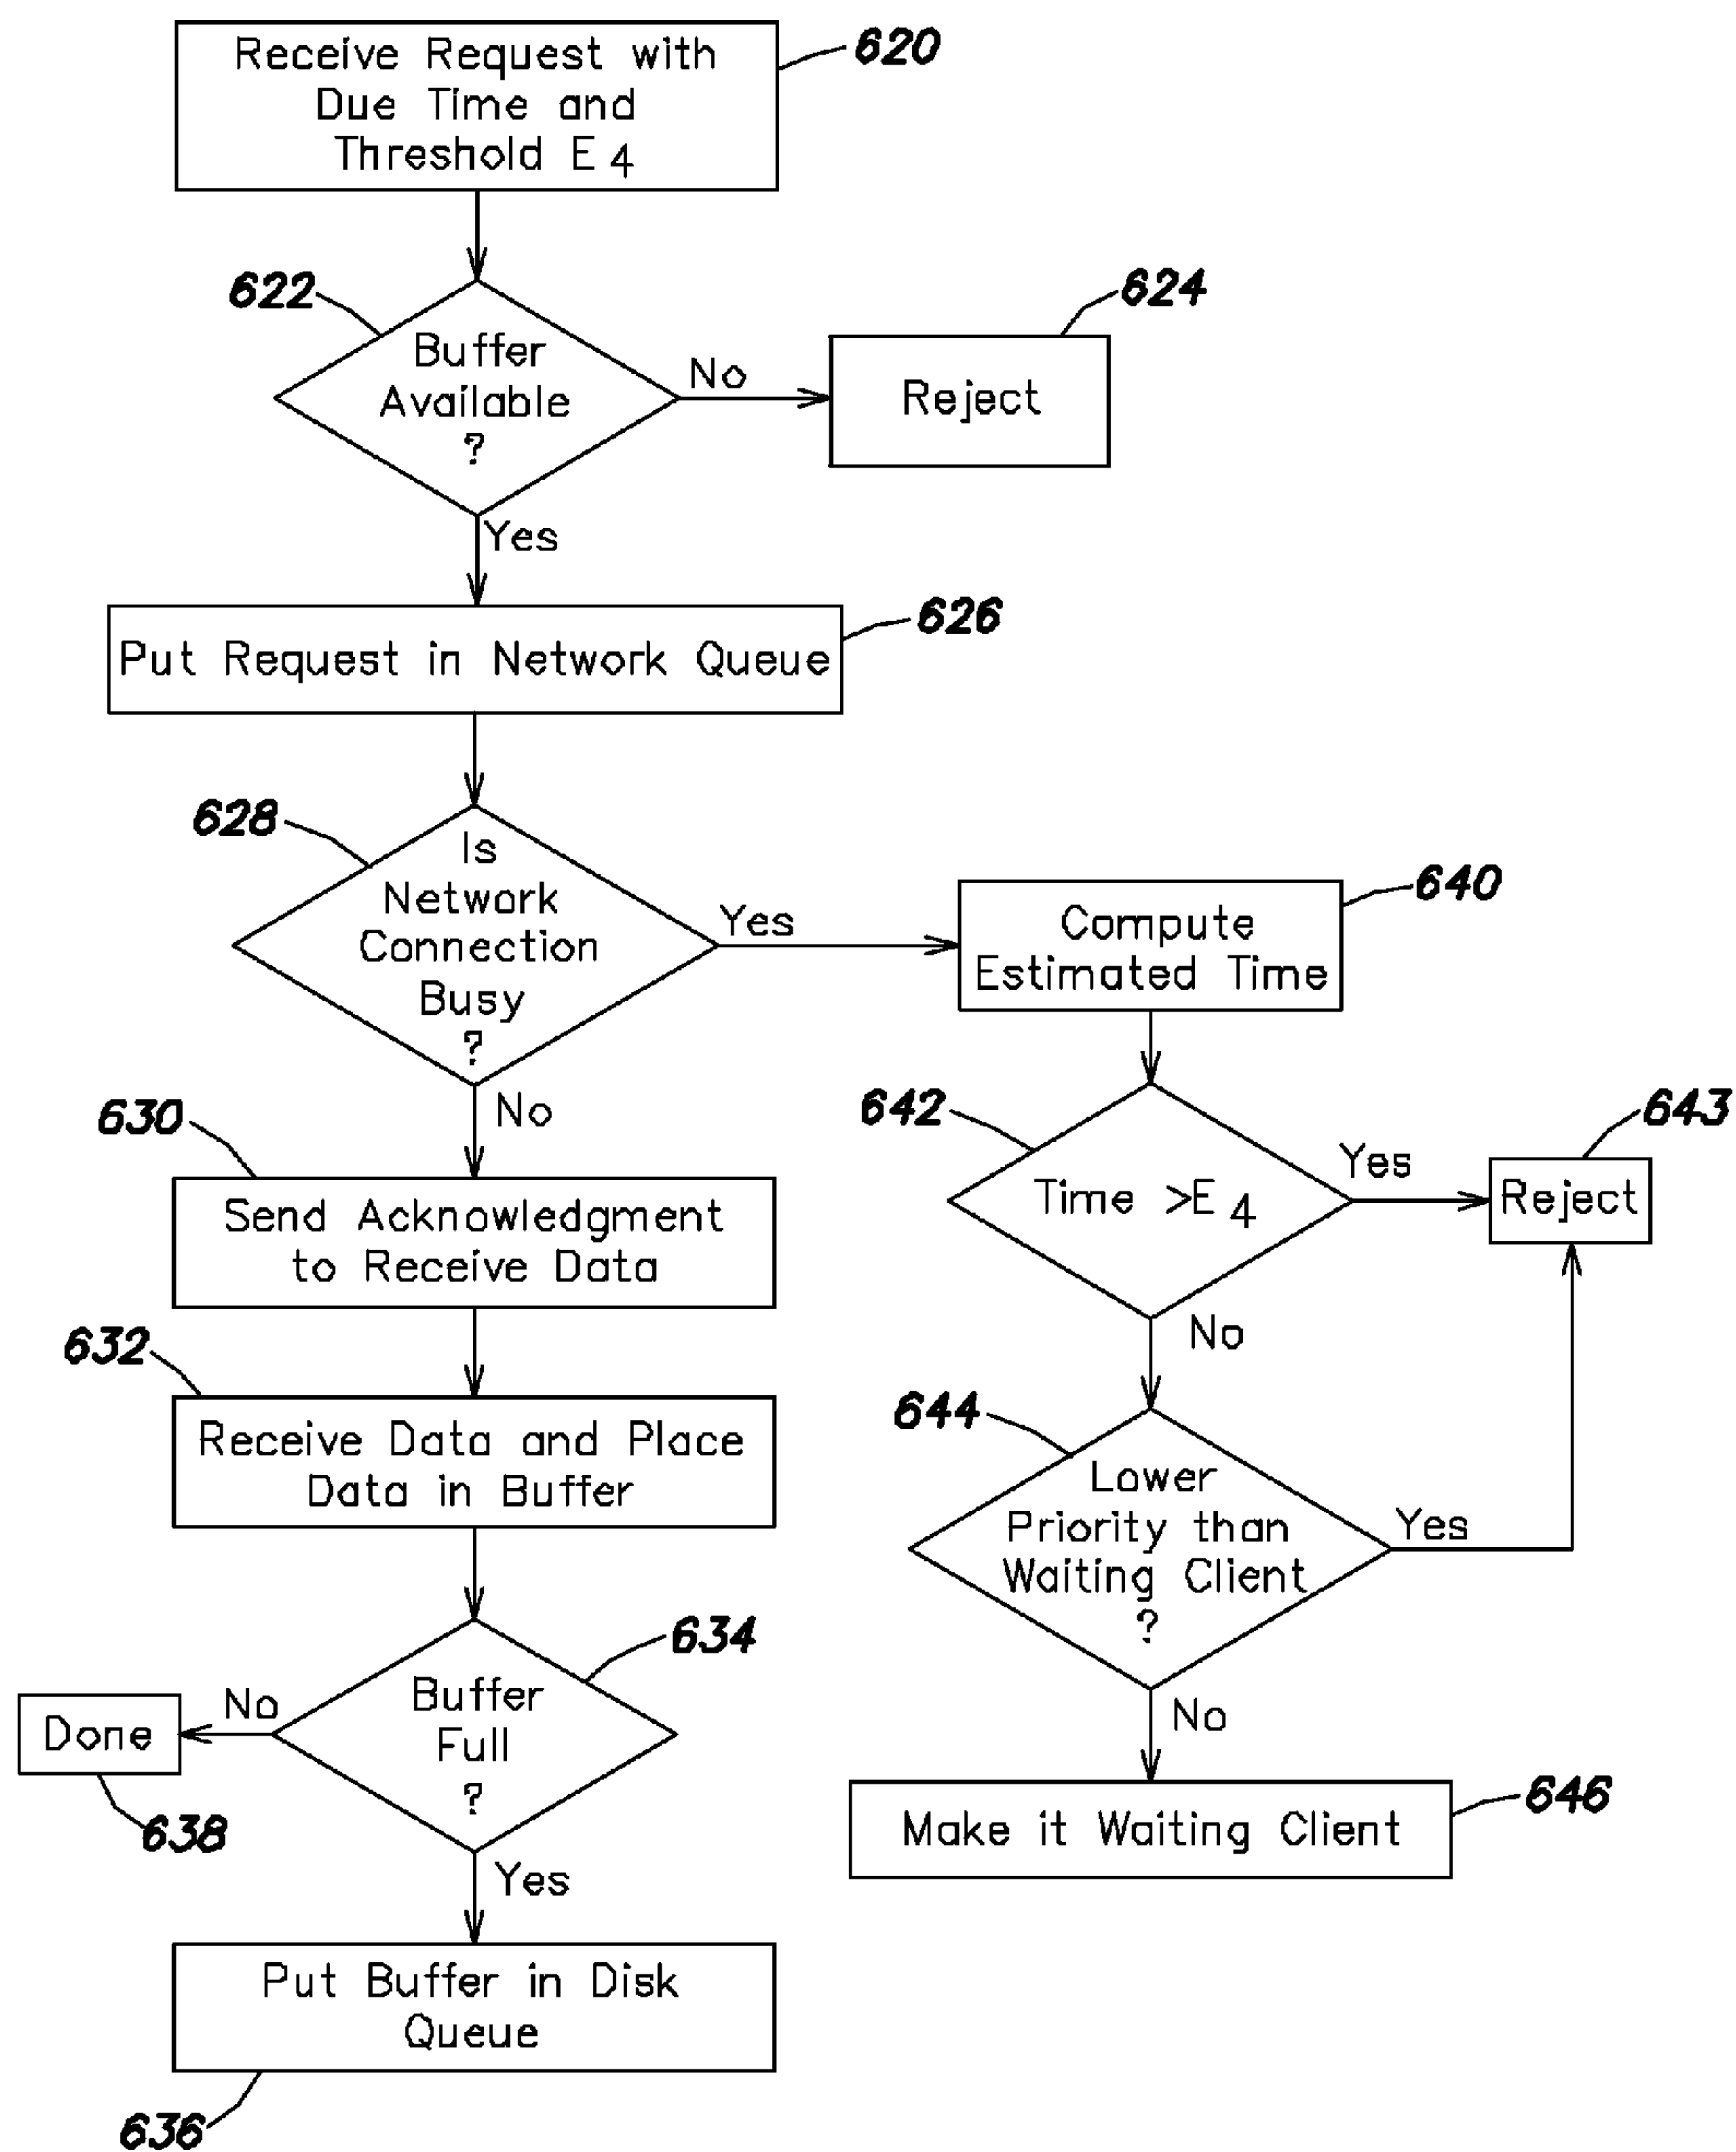 Receive Request with
Due Time and
Threshold E4
620
622
Buffer
Available
?
No
624
Reject
Yes
Put Request in Network Queue
626
628
Is
Network
Connection
Busy
?
Yes
640
Compute
Estimated Time
No
630
Send Acknowledgment
to Receive Data
642
Time >E4
Yes
643
Reject
No
632
Receive Data and Place
Data in Buffer
644
Lower
Priority than
Waiting Client
?
Yes
634
Buffer
Full
?
No
Done
638
No
646
Make it Waiting Client
Yes
Put Buffer in Disk
Queue
636